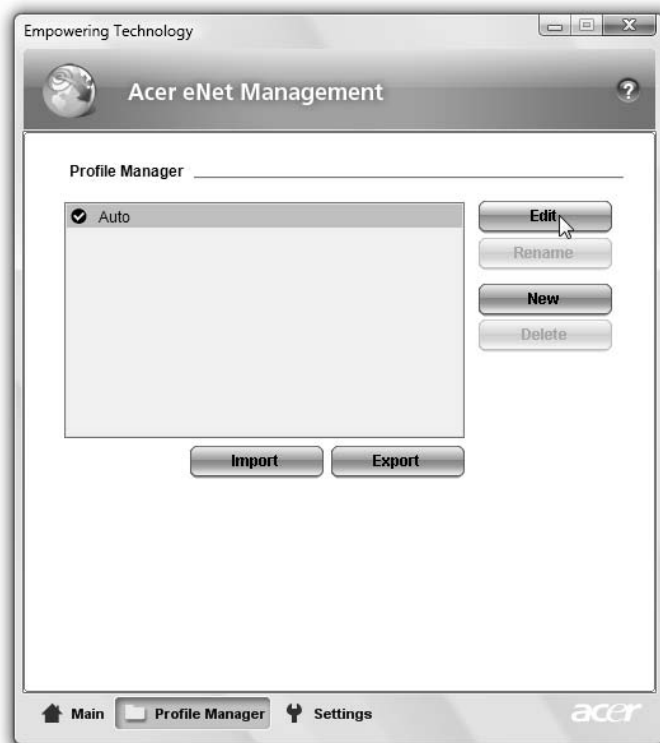 Empowering Technology
Acer eNet Management
?
Profile Manager
Auto
Edit
Rename
New
Delete
Import Export
Main Profile Manager Settings
acer